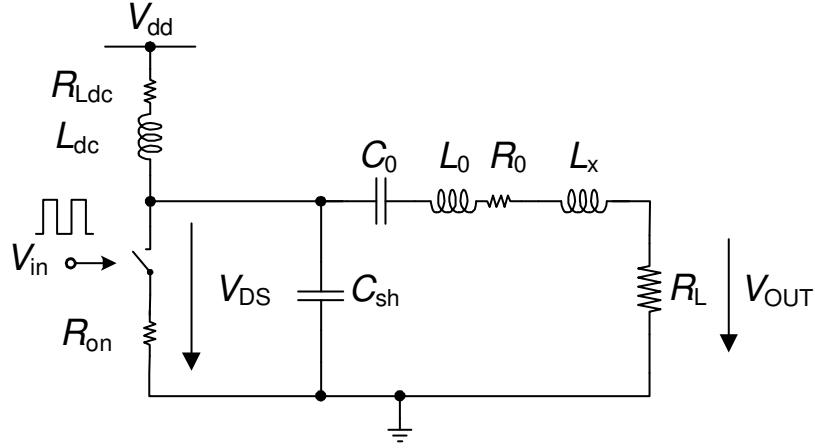 Vdd
RLdc
Ldc
C0 L0 R0 Lx
Vin
VDS Csh RL VOUT
Ron